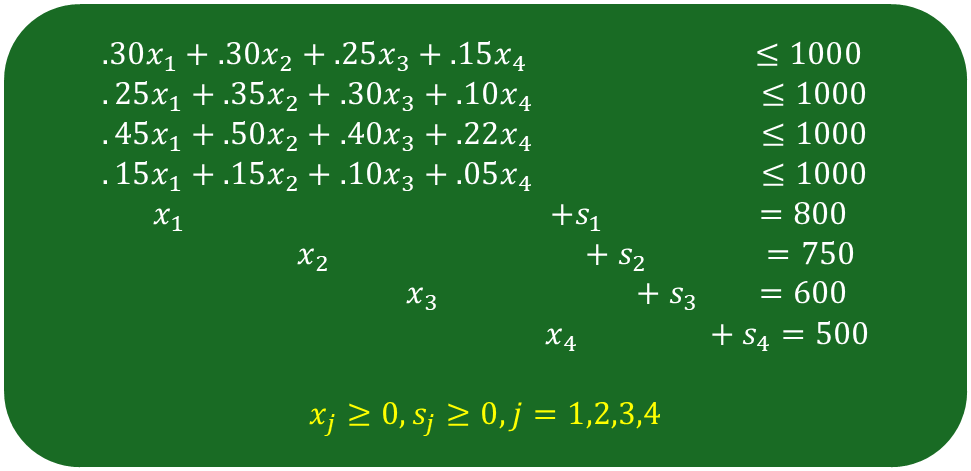 .30x₁ + .30x₂ + .25x₃ + .15x₄ ≤ 1000
.25x₁ + .35x₂ + .30x₃ + .10x₄ ≤ 1000
.45x₁ + .50x₂ + .40x₃ + .22x₄ ≤ 1000
.15x₁ + .15x₂ + .10x₃ + .05x₄ ≤ 1000
x₁ +s₁ = 800
x₂ + s₂ = 750
x₃ + s₃ = 600
x₄ + s₄ = 500
xⱼ ≥ 0, sⱼ ≥ 0, j = 1,2,3,4